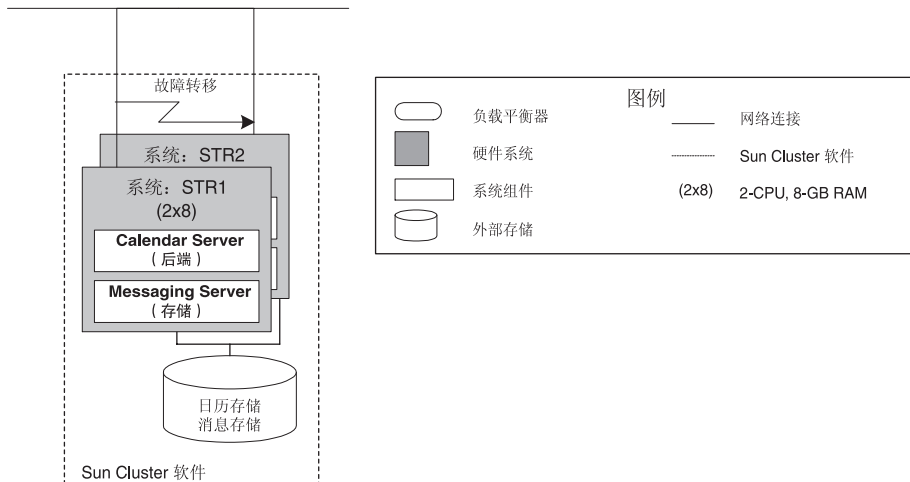 故障转移
系统：STR2
系统：STR1
(2x8)
Calendar Server
（后端）
Messaging Server
（存储）
日历存储
消息存储
Sun Cluster 软件
图例
负载平衡器
硬件系统
系统组件
外部存储
网络连接
Sun Cluster 软件
(2x8) 2-CPU, 8-GB RAM